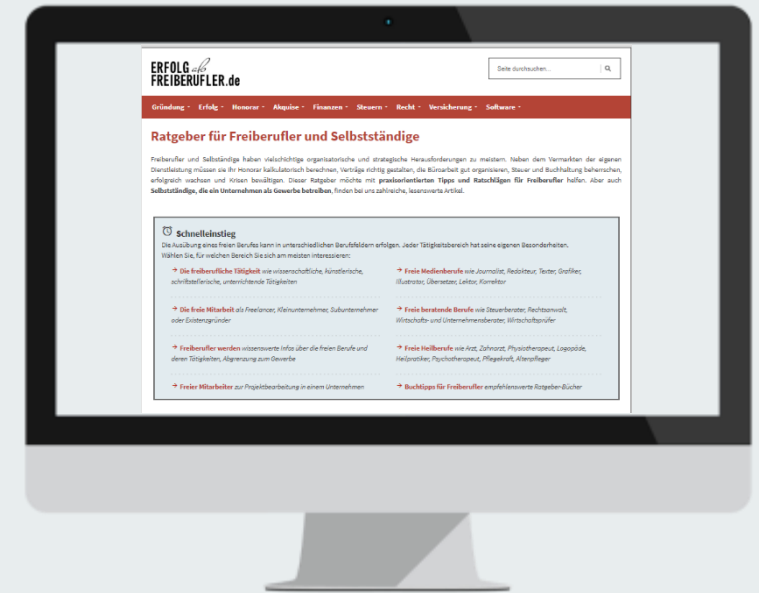 ERFOLG als
FREIBERUFLER.de
Seite durchsuchen...
Gründung Erfolg Honorar Akquise Finanzen Steuern Recht Versicherung Software
Ratgeber für Freiberufler und Selbstständige
Freiberufler und Selbständige haben vielschichtige organisatorische und strategische Herausforderungen zu meistern. Neben dem Vermarkten der eigenen
Dienstleistung müssen sie ihr Honorar kalkulatorisch berechnen, Verträge richtig gestalten, die Büroarbeit gut organisieren, Steuer und Buchhaltung beherrschen,
erfolgreich wachsen und Krisen bewältigen. Dieser Ratgeber möchte mit praxisorientierten Tipps und Ratschlägen für Freiberufler helfen. Aber auch
Selbstständige, die ein Unternehmen als Gewerbe betreiben, finden bei uns zahlreiche, lesenswerte Artikel.
Schnelleinstieg
Die Ausübung eines freien Berufes kann in unterschiedlichen Berufsfeldern erfolgen. Jeder Tätigkeitsbereich hat seine eigenen Besonderheiten.
Wählen Sie, für welchen Bereich Sie sich am meisten interessieren:
→ Die freiberufliche Tätigkeit wie wissenschaftliche, künstlerische,
schriftstellerische, unterrichtende Tätigkeiten
→ Freie Medienberufe wie Journalist, Redakteur, Texter, Grafiker,
Illustrator, Übersetzer, Lektor, Korrektor
→ Die freie Mitarbeit als Freelancer, Kleinunternehmer, Subunternehmer
oder Existenzgründer
→ Freie beratende Berufe wie Steuerberater, Rechtsanwalt,
Wirtschafts- und Unternehmensberater, Wirtschaftsprüfer
→ Freiberufler werden wissenswerte Infos über die freien Berufe und
deren Tätigkeiten, Abgrenzung zum Gewerbe
→ Freie Heilberufe wie Arzt, Zahnarzt, Physiotherapeut, Logopäde,
Heilpratiker, Psychotherapeut, Pflegekraft, Altenpfleger
→ Freier Mitarbeiter zur Projektbearbeitung in einem Unternehmen
→ Buchtipps für Freiberufler empfehlenswerte Ratgeber-Bücher